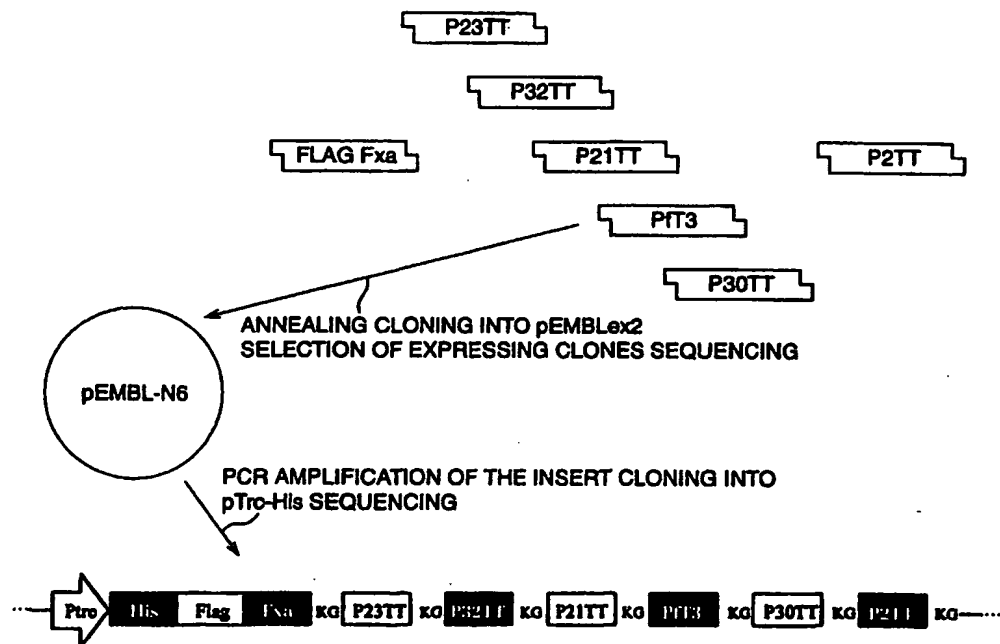 P23TT
P32TT
FLAG Fxa P21TT P2TT
PfT3
P30TT
ANNEALING CLONING INTO pEMBLex2
SELECTION OF EXPRESSING CLONES SEQUENCING
pEMBL-N6
PCR AMPLIFICATION OF THE INSERT CLONING INTO
pTrc-His SEQUENCING
Ptrc His Flag Fxa KG P23TT KG P32TT KG P21TT KG PfT3 KG P30TT KG P2TT KG